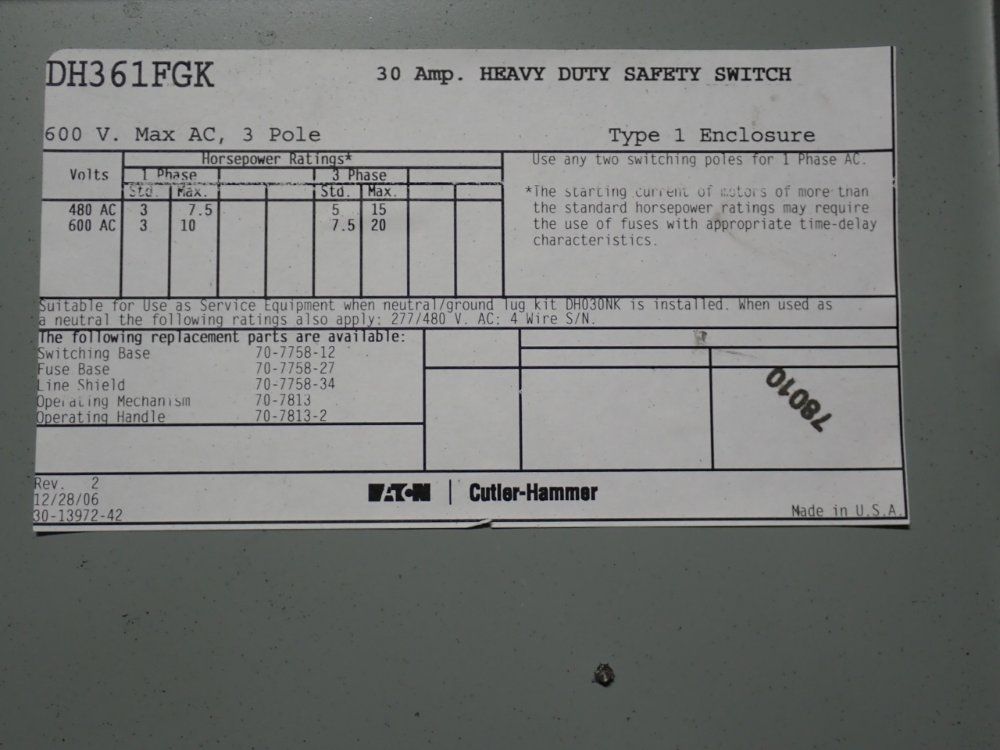 DH361FGK 30 Amp. HEAVY DUTY SAFETY SWITCH
600 V. Max AC, 3 Pole Type 1 Enclosure
Volts Horsepower Ratings*
1 Phase 3 Phase
Std. Max. Std. Max.
480 AC 3 7.5 5 15
600 AC 3 10 7.5 20
Use any two switching poles for 1 Phase AC.
*The starting current of motors of more than
the standard horsepower ratings may require
the use of fuses with appropriate time-delay
characteristics.
Suitable for Use as Service Equipment when neutral/ground lug kit DH030NK is installed. When used as
a neutral the following ratings also apply: 277/480 V. AC: 4 Wire S/N.
The following replacement parts are available:
Switching Base 70-7758-12
Fuse Base 70-7758-27
Line Shield 70-7758-34
Operating Mechanism 70-7813
Operating Handle 70-7813-2
78010
Rev. 2
12/28/06
30-13972-42
EATON | Cutler-Hammer
Made in U.S.A.